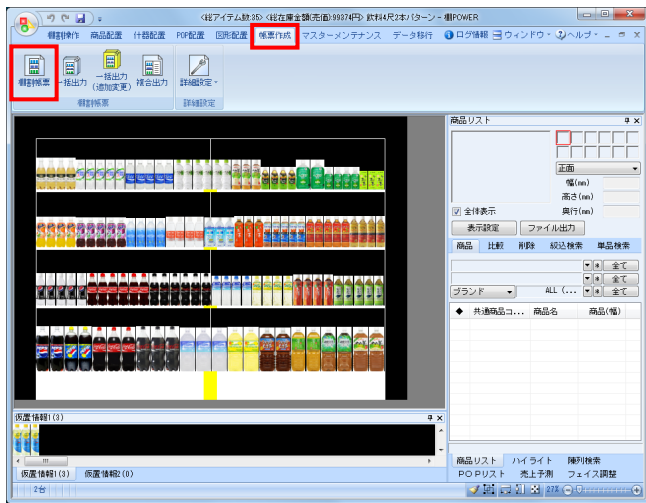 <総アイテム数:35> <総在庫金額(売価):99374円> 飲料4尺2本パターン - 棚POWER
棚割操作 商品配置 什器配置 POP配置 図形配置 帳票作成 マスターメンテナンス データ移行 ログ情報 ウィンドウ ヘルプ
棚割帳票 一括出力 一括出力(追加変更) 複合出力 詳細設定
棚割帳票 詳細設定
商品リスト
正面
幅(mm)
高さ(mm)
全体表示 奥行(mm)
表示設定 ファイル出力
商品 比較 削除 絞込検索 単品検索
* 全て
* 全て
ブランド ALL (... * 全て
◆ 共通商品コ... 商品名 商品(幅)
仮置情報1(3)
仮置情報1(3) 仮置情報2(0)
商品リスト ハイライト 陳列検索
POPリスト 売上予測 フェイス調整
2台 27%